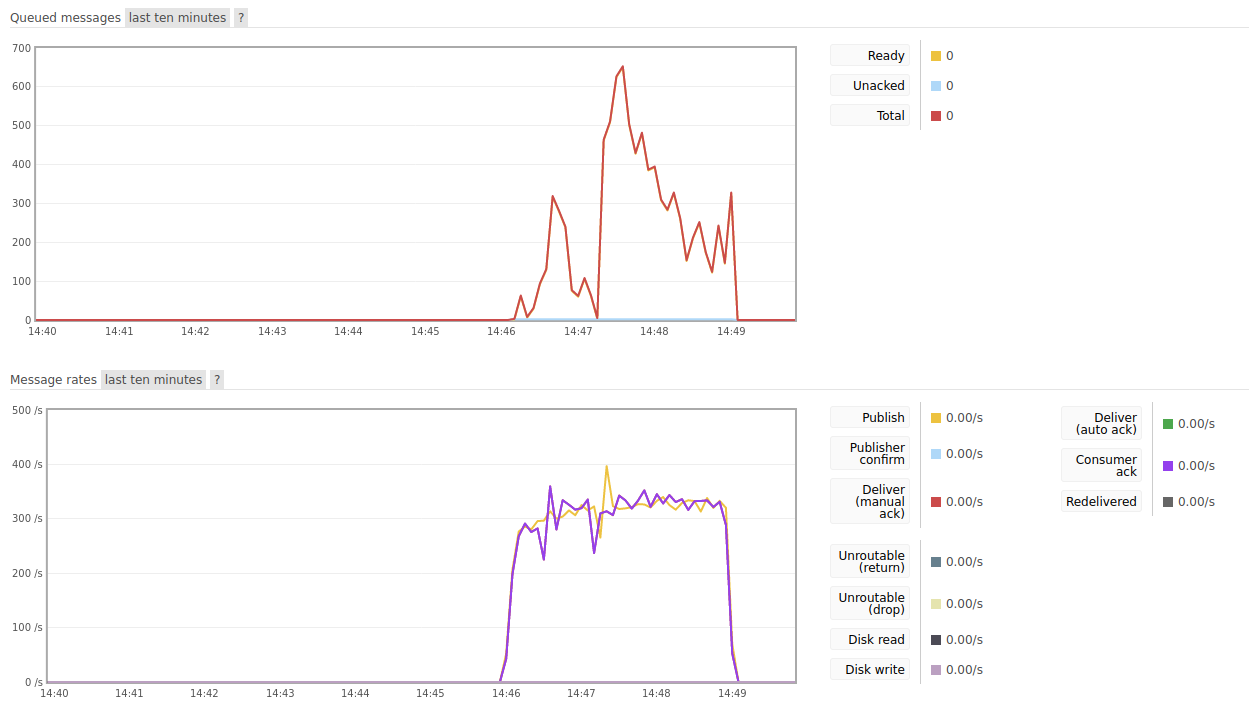 Queued messages last ten minutes ?
700
600
500
400
300
200
100
0
14:40 14:41 14:42 14:43 14:44 14:45 14:46 14:47 14:48 14:49
Ready 0
Unacked 0
Total 0
Message rates last ten minutes ?
500 /s
400 /s
300 /s
200 /s
100 /s
0 /s
14:40 14:41 14:42 14:43 14:44 14:45 14:46 14:47 14:48 14:49
Publish 0.00/s
Publisher
confirm 0.00/s
Deliver
(manual
ack) 0.00/s
Unroutable
(return) 0.00/s
Unroutable
(drop) 0.00/s
Disk read 0.00/s
Disk write 0.00/s
Deliver
(auto ack) 0.00/s
Consumer
ack 0.00/s
Redelivered 0.00/s